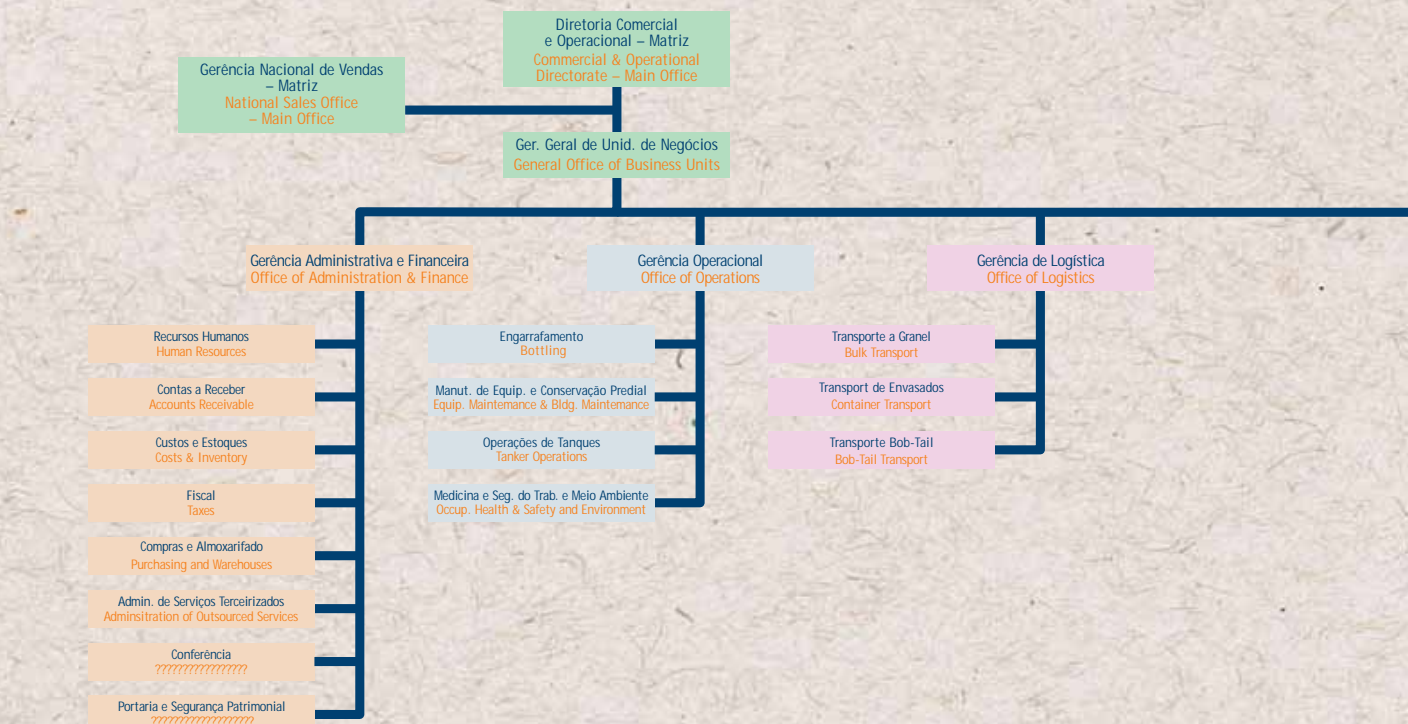 Diretoria Comercial
e Operacional – Matriz
Commercial & Operational
Directorate – Main Office
Gerência Nacional de Vendas
– Matriz
National Sales Office
– Main Office
Ger. Geral de Unid. de Negócios
General Office of Business Units
Gerência Administrativa e Financeira
Office of Administration & Finance
Recursos Humanos
Human Resources
Contas a Receber
Accounts Receivable
Custos e Estoques
Costs & Inventory
Fiscal
Taxes
Compras e Almoxarifado
Purchasing and Warehouses
Admin. de Serviços Terceirizados
Adminsitration of Outsourced Services
Conferência
?????????????????
Portaria e Segurança Patrimonial
???????????????????
Gerência Operacional
Office of Operations
Engarrafamento
Bottling
Manut. de Equip. e Conservação Predial
Equip. Maintemance & Bldg. Maintemance
Operações de Tanques
Tanker Operations
Medicina e Seg. do Trab. e Meio Ambiente
Occup. Health & Safety and Environment
Gerência de Logística
Office of Logistics
Transporte a Granel
Bulk Transport
Transport de Envasados
Container Transport
Transporte Bob-Tail
Bob-Tail Transport